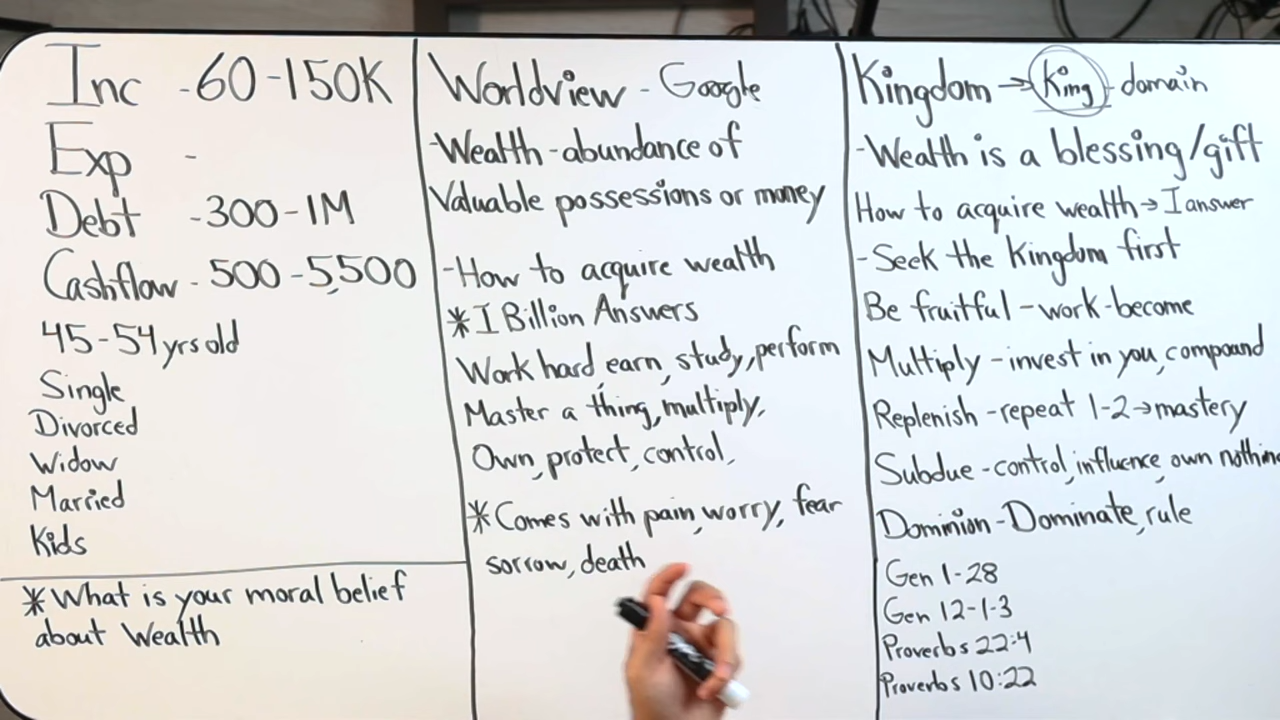 Inc - 60-150K
Exp -
Debt - 300-1M
Cashflow - 500-5,500
45-54 yrs old
Single
Divorced
Widow
Married
Kids
*What is your moral belief
about Wealth
Worldview - Google
-Wealth - abundance of
Valuable possessions or money
-How to acquire wealth
*1 Billion Answers
Work hard, earn, study, perform
Master a thing, multiply,
Own, protect, control,
*Comes with pain, worry, fear
sorrow, death
Kingdom → King - domain
-Wealth is a blessing/gift
How to acquire wealth → 1 answer
-Seek the Kingdom first
Be fruitful - work - become
Multiply - invest in you, compound
Replenish - repeat 1-2 → mastery
Subdue - control, influence, own nothing
Dominion - Dominate, rule
Gen 1-28
Gen 12-1-3
Proverbs 22:4
Proverbs 10:22